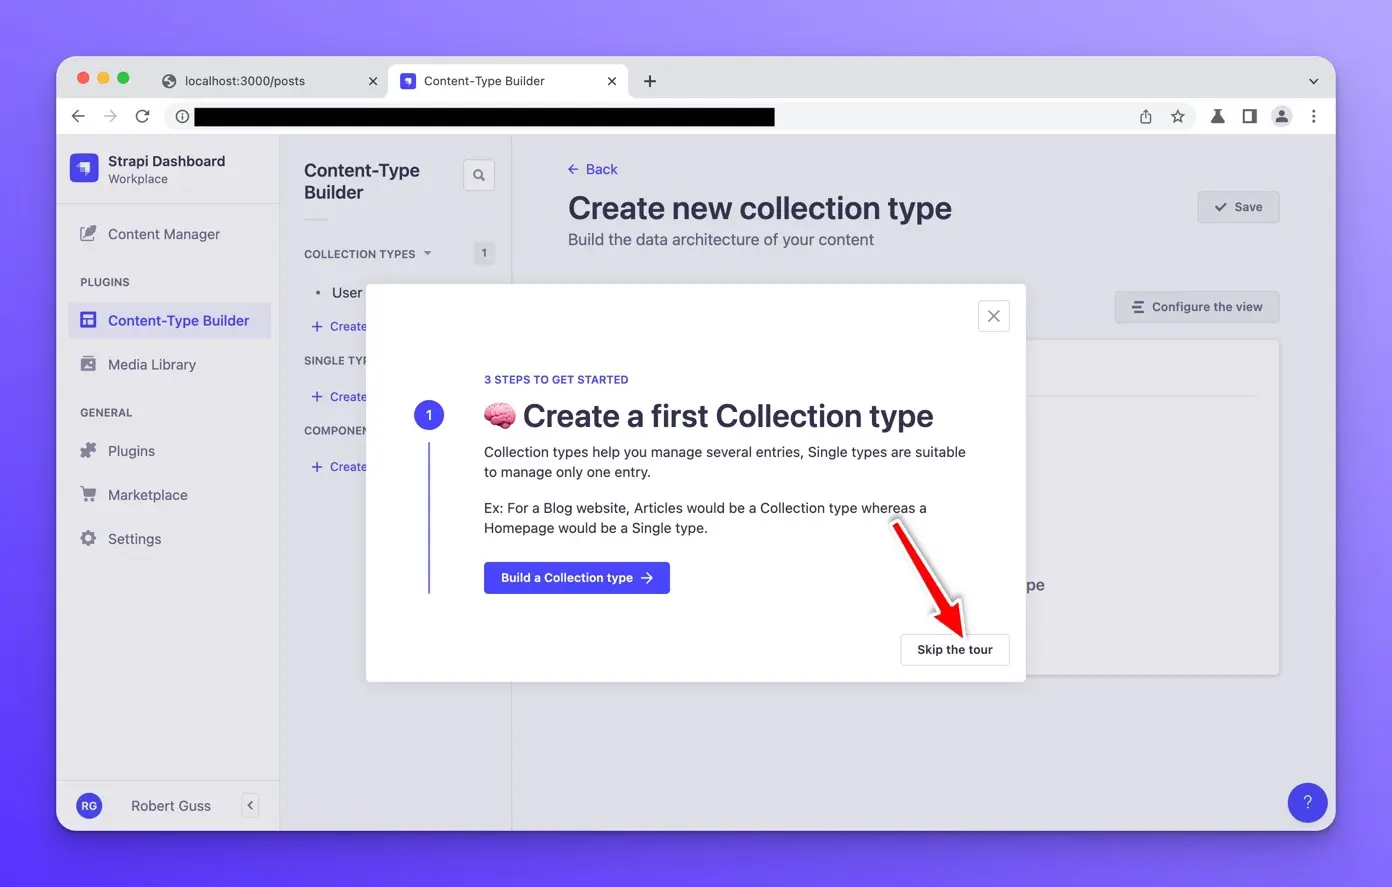 localhost:3000/posts
Content-Type Builder
Strapi Dashboard
Workplace
Content Manager
PLUGINS
Content-Type Builder
Media Library
GENERAL
Plugins
Marketplace
Settings
RG
Robert Guss
Content-Type
Builder
COLLECTION TYPES
1
User
Create
SINGLE TYP
Create
COMPONEN
Create
Back
Create new collection type
Build the data architecture of your content
Save
Configure the view
pe
3 STEPS TO GET STARTED
1
Create a first Collection type
Collection types help you manage several entries, Single types are suitable
to manage only one entry.
Ex: For a Blog website, Articles would be a Collection type whereas a
Homepage would be a Single type.
Build a Collection type
Skip the tour
?